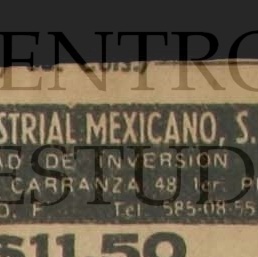 ENTRO
STRIAL MEXICANO, S.
AD DE INVERSION
ESTUD
CARRANZA 48 1er. P
D. F Tel. 585-08-55
$11.50